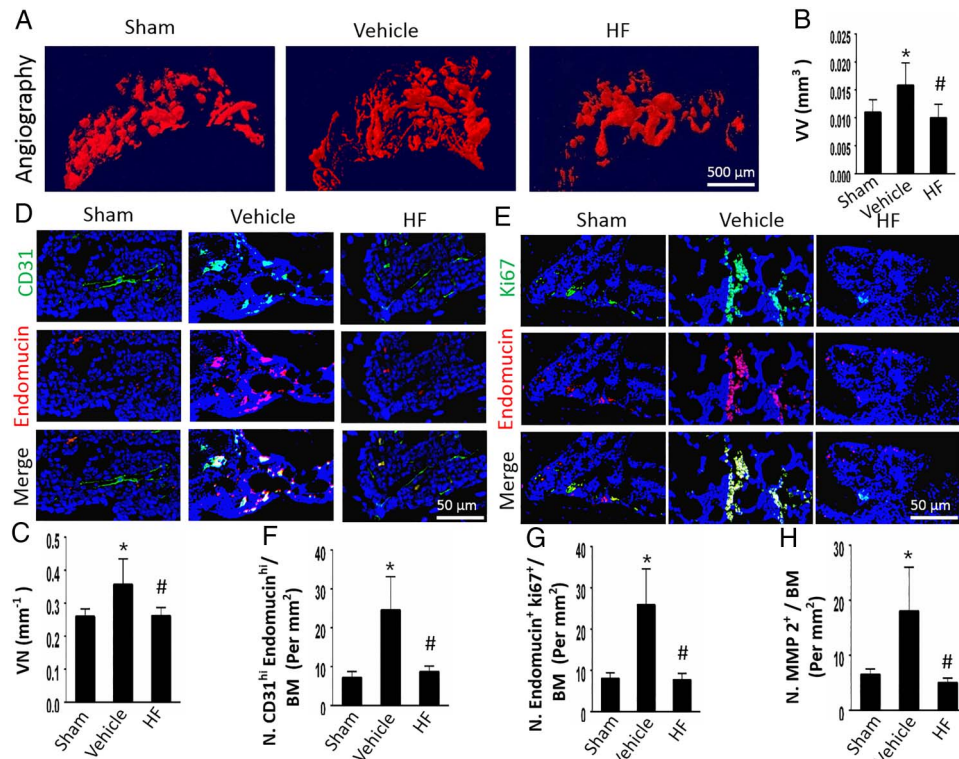 A
Sham
Vehicle
HF
Angiography
500 µm
B
VV (mm³)
0.020
0.015
0.010
0.005
0.000
*
#
Sham
Vehicle
HF
D
Sham
Vehicle
HF
CD31
Endomucin
Merge
50 µm
E
Sham
Vehicle
HF
Ki67
Endomucin
Merge
50 µm
C
VN (mm⁻¹)
0.5
0.4
0.3
0.2
0.1
0.0
*
#
Sham
Vehicle
HF
F
N. CD31ʰⁱ Endomucinʰⁱ/
BM (Per mm²)
40
30
20
10
0
*
#
Sham
Vehicle
HF
G
N. Endomucin⁺ ki67⁺/
BM (Per mm²)
40
30
20
10
0
*
#
Sham
Vehicle
HF
H
N. MMP 2⁺ / BM
(Per mm²)
30
20
10
0
*
#
Sham
Vehicle
HF